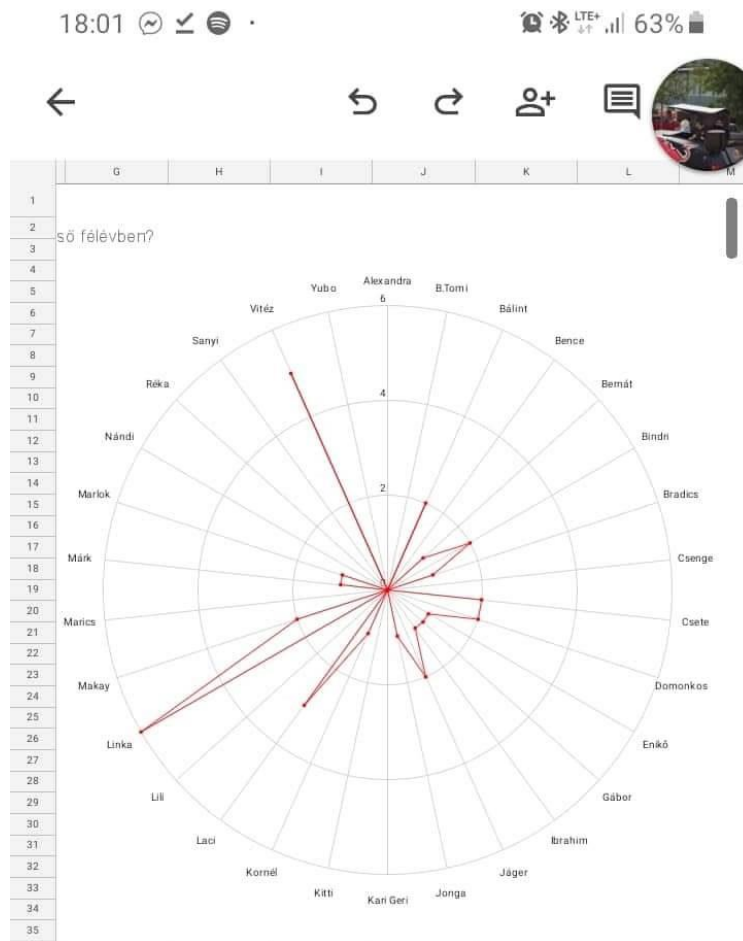 18:01
LTE+ 63%
G H I J K L M
1
2
ső félévben?
3
4
Alexandra
5
Yubo B.Tomi
6
6
Vitéz Bálint
7
Sanyi Bence
8
9
Réka Bernát
10
4
11
12
Nándi Bindri
13
14
2
15
Marlok Bradics
16
17
Márk Csenge
18
19
20
Marics Csete
21
22
23
Makay Domonkos
24
25
26
Linka Enikő
27
28
Lili Gábor
29
30
31
Laci Ibrahim
32
Kornél Jáger
33
Kitti Jonga
Kari Geri
34
35